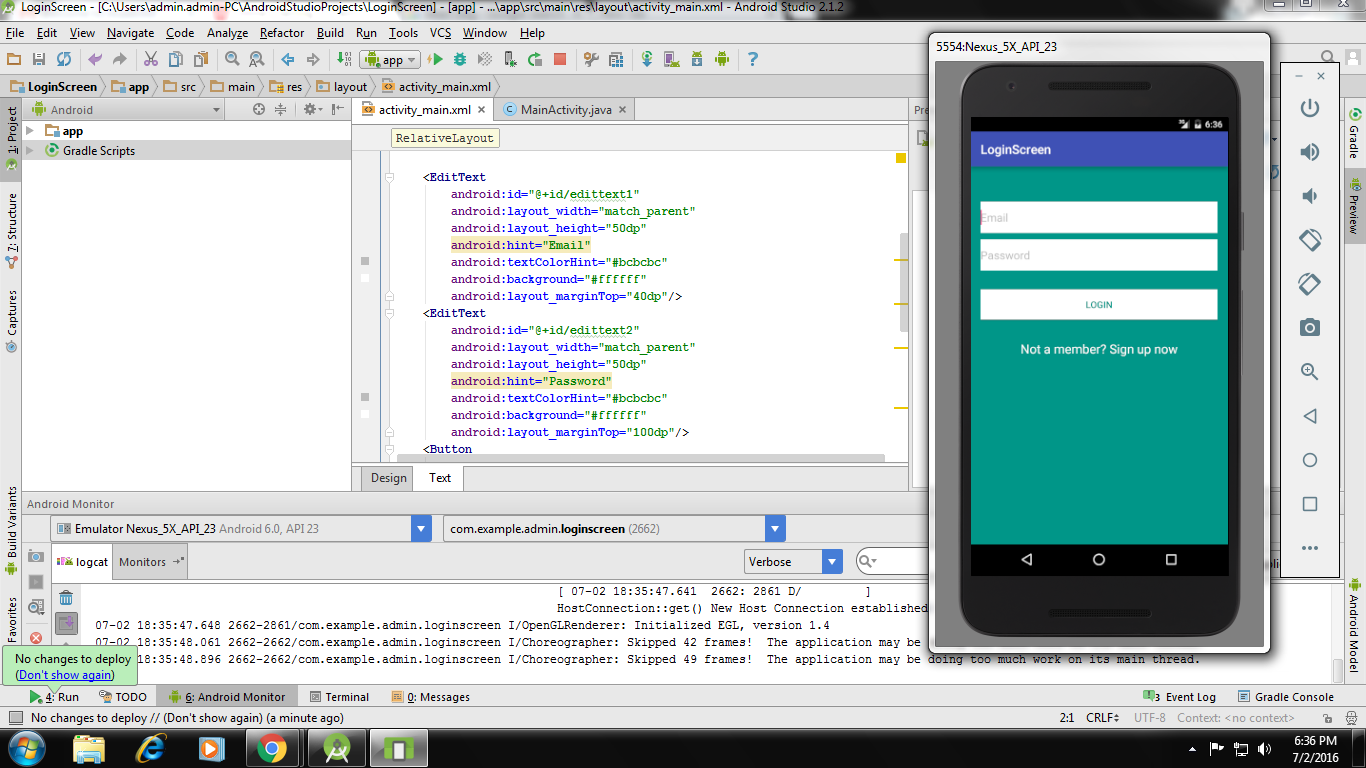 LoginScreen - [C:\Users\admin.admin-PC\AndroidStudioProjects\LoginScreen] - [app] - ...\app\src\main\res\layout\activity_main.xml - Android Studio 2.1.2
File Edit View Navigate Code Analyze Refactor Build Run Tools VCS Window Help
app
LoginScreen app src main res layout activity_main.xml
Android
activity_main.xml MainActivity.java
RelativeLayout
1: Project
7: Structure
Captures
Build Variants
Favorites
app
Gradle Scripts
<EditText
android:id="@+id/edittext1"
android:layout_width="match_parent"
android:layout_height="50dp"
android:hint="Email"
android:textColorHint="#bcbcbc"
android:background="#ffffff"
android:layout_marginTop="40dp"/>
<EditText
android:id="@+id/edittext2"
android:layout_width="match_parent"
android:layout_height="50dp"
android:hint="Password"
android:textColorHint="#bcbcbc"
android:background="#ffffff"
android:layout_marginTop="100dp"/>
<Button
Design Text
5554:Nexus_5X_API_23
6:36
LoginScreen
Email
Password
LOGIN
Not a member? Sign up now
Gradle
Preview
Android Model
Android Monitor
Emulator Nexus_5X_API_23 Android 6.0, API 23
com.example.admin.loginscreen (2662)
logcat Monitors
Verbose
[ 07-02 18:35:47.641 2662: 2861 D/ ]
HostConnection::get() New Host Connection established
07-02 18:35:47.648 2662-2861/com.example.admin.loginscreen I/OpenGLRenderer: Initialized EGL, version 1.4
07-02 18:35:48.061 2662-2662/com.example.admin.loginscreen I/Choreographer: Skipped 42 frames! The application may be
18:35:48.896 2662-2662/com.example.admin.loginscreen I/Choreographer: Skipped 49 frames! The application may be doing too much work on its main thread.
No changes to deploy
(Don't show again)
4: Run TODO 6: Android Monitor Terminal 0: Messages
3 Event Log Gradle Console
No changes to deploy // (Don't show again) (a minute ago)
2:1 CRLF UTF-8 Context: <no context>
6:36 PM
7/2/2016